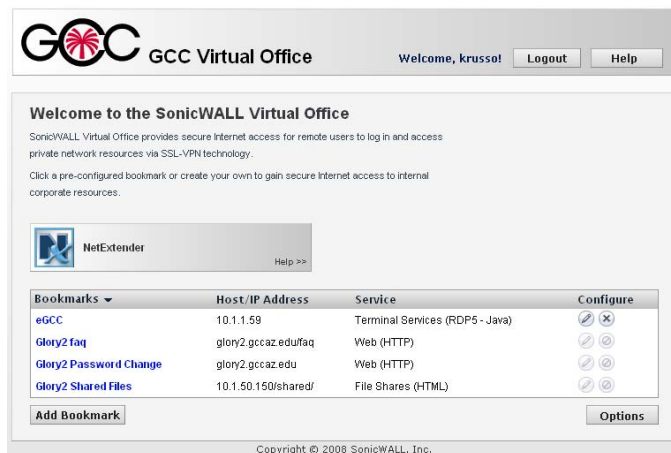 GCC GCC Virtual Office Welcome, krusso! Logout Help
Welcome to the SonicWALL Virtual Office
SonicWALL Virtual Office provides secure Internet access for remote users to log in and access
private network resources via SSL-VPN technology.
Click a pre-configured bookmark or create your own to gain secure Internet access to internal
corporate resources.
N NetExtender
Help >>
Bookmarks Host/IP Address Service Configure
eGCC 10.1.1.59 Terminal Services (RDP5 - Java)
Glory2 faq glory2.gccaz.edu/faq Web (HTTP)
Glory2 Password Change glory2.gccaz.edu Web (HTTP)
Glory2 Shared Files 10.1.50.150/shared/ File Shares (HTML)
Add Bookmark Options
Copyright © 2008 SonicWALL, Inc.